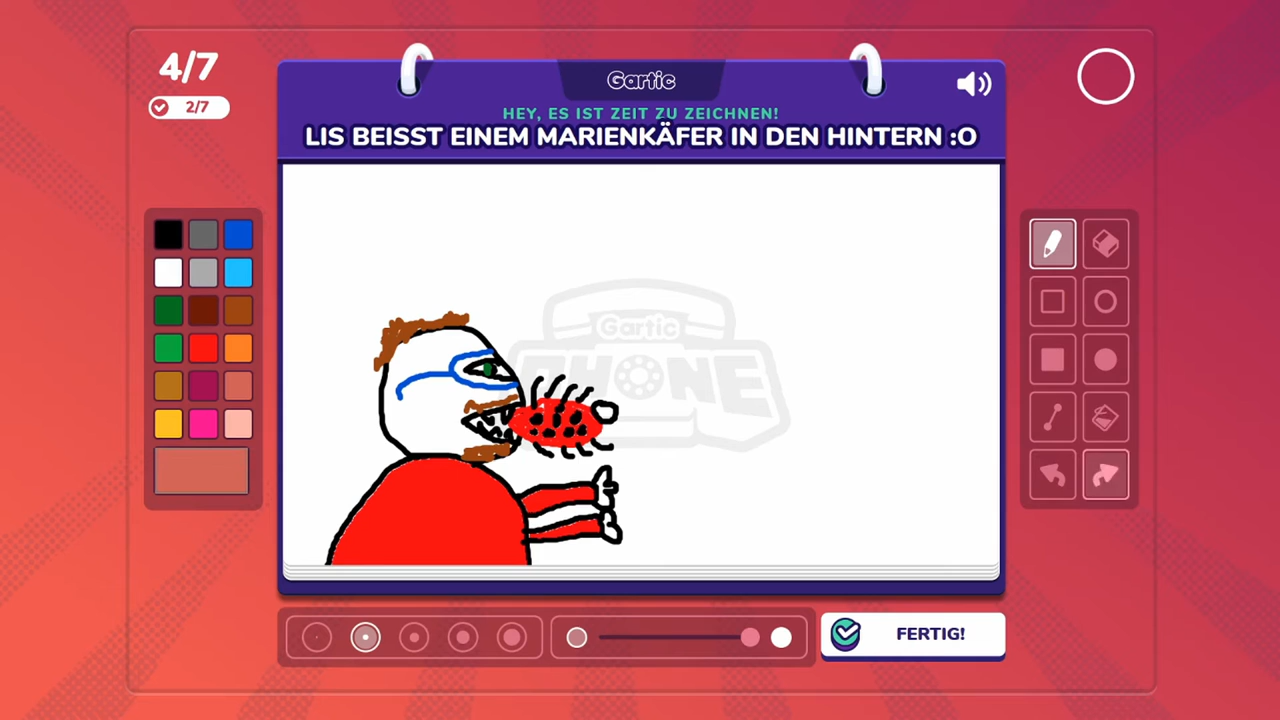 4/7
2/7
Gartic
HEY, ES IST ZEIT ZU ZEICHNEN!
LIS BEISST EINEM MARIENKÄFER IN DEN HINTERN :O
Gartic
PHONE
FERTIG!